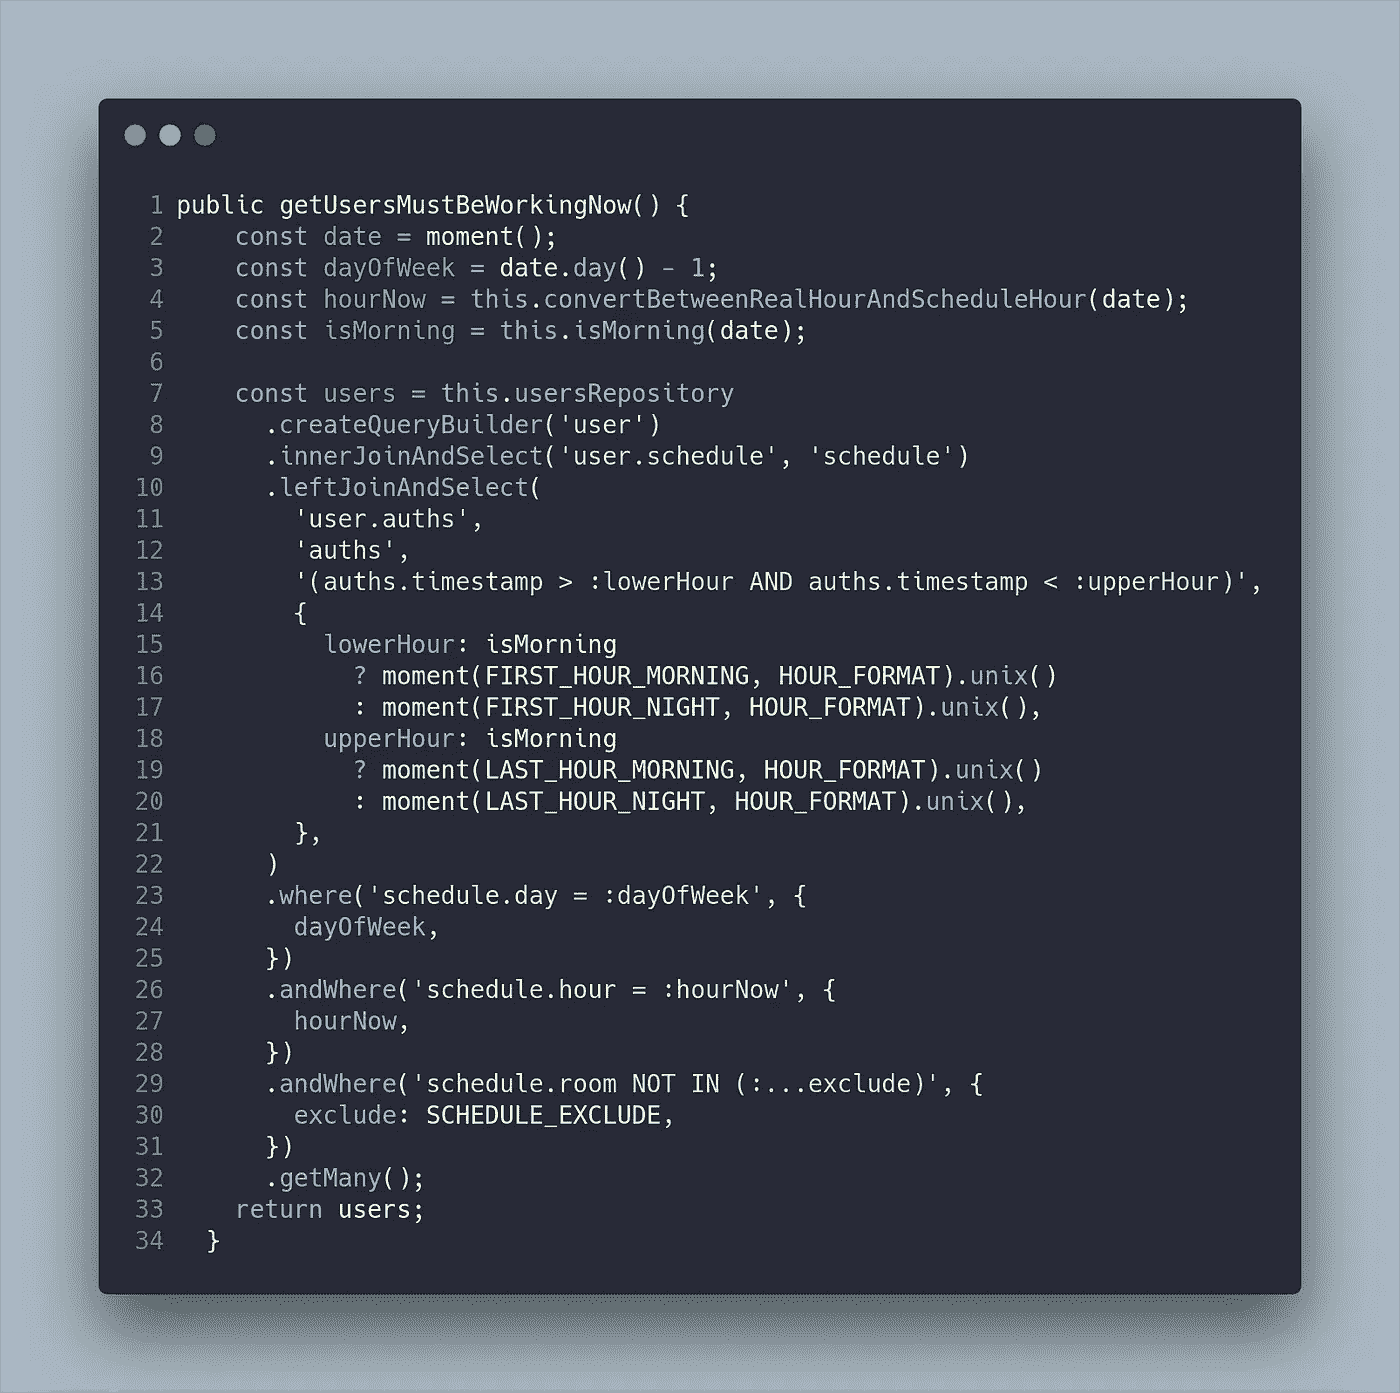 1 public getUsersMustBeWorkingNow() {
2     const date = moment();
3     const dayOfWeek = date.day() - 1;
4     const hourNow = this.convertBetweenRealHourAndScheduleHour(date);
5     const isMorning = this.isMorning(date);
6
7     const users = this.usersRepository
8       .createQueryBuilder('user')
9       .innerJoinAndSelect('user.schedule', 'schedule')
10       .leftJoinAndSelect(
11         'user.auths',
12         'auths',
13         '(auths.timestamp > :lowerHour AND auths.timestamp < :upperHour)',
14         {
15           lowerHour: isMorning
16             ? moment(FIRST_HOUR_MORNING, HOUR_FORMAT).unix()
17             : moment(FIRST_HOUR_NIGHT, HOUR_FORMAT).unix(),
18           upperHour: isMorning
19             ? moment(LAST_HOUR_MORNING, HOUR_FORMAT).unix()
20             : moment(LAST_HOUR_NIGHT, HOUR_FORMAT).unix(),
21         },
22       )
23       .where('schedule.day = :dayOfWeek', {
24         dayOfWeek,
25       })
26       .andWhere('schedule.hour = :hourNow', {
27         hourNow,
28       })
29       .andWhere('schedule.room NOT IN (:...exclude)', {
30         exclude: SCHEDULE_EXCLUDE,
31       })
32       .getMany();
33     return users;
34   }